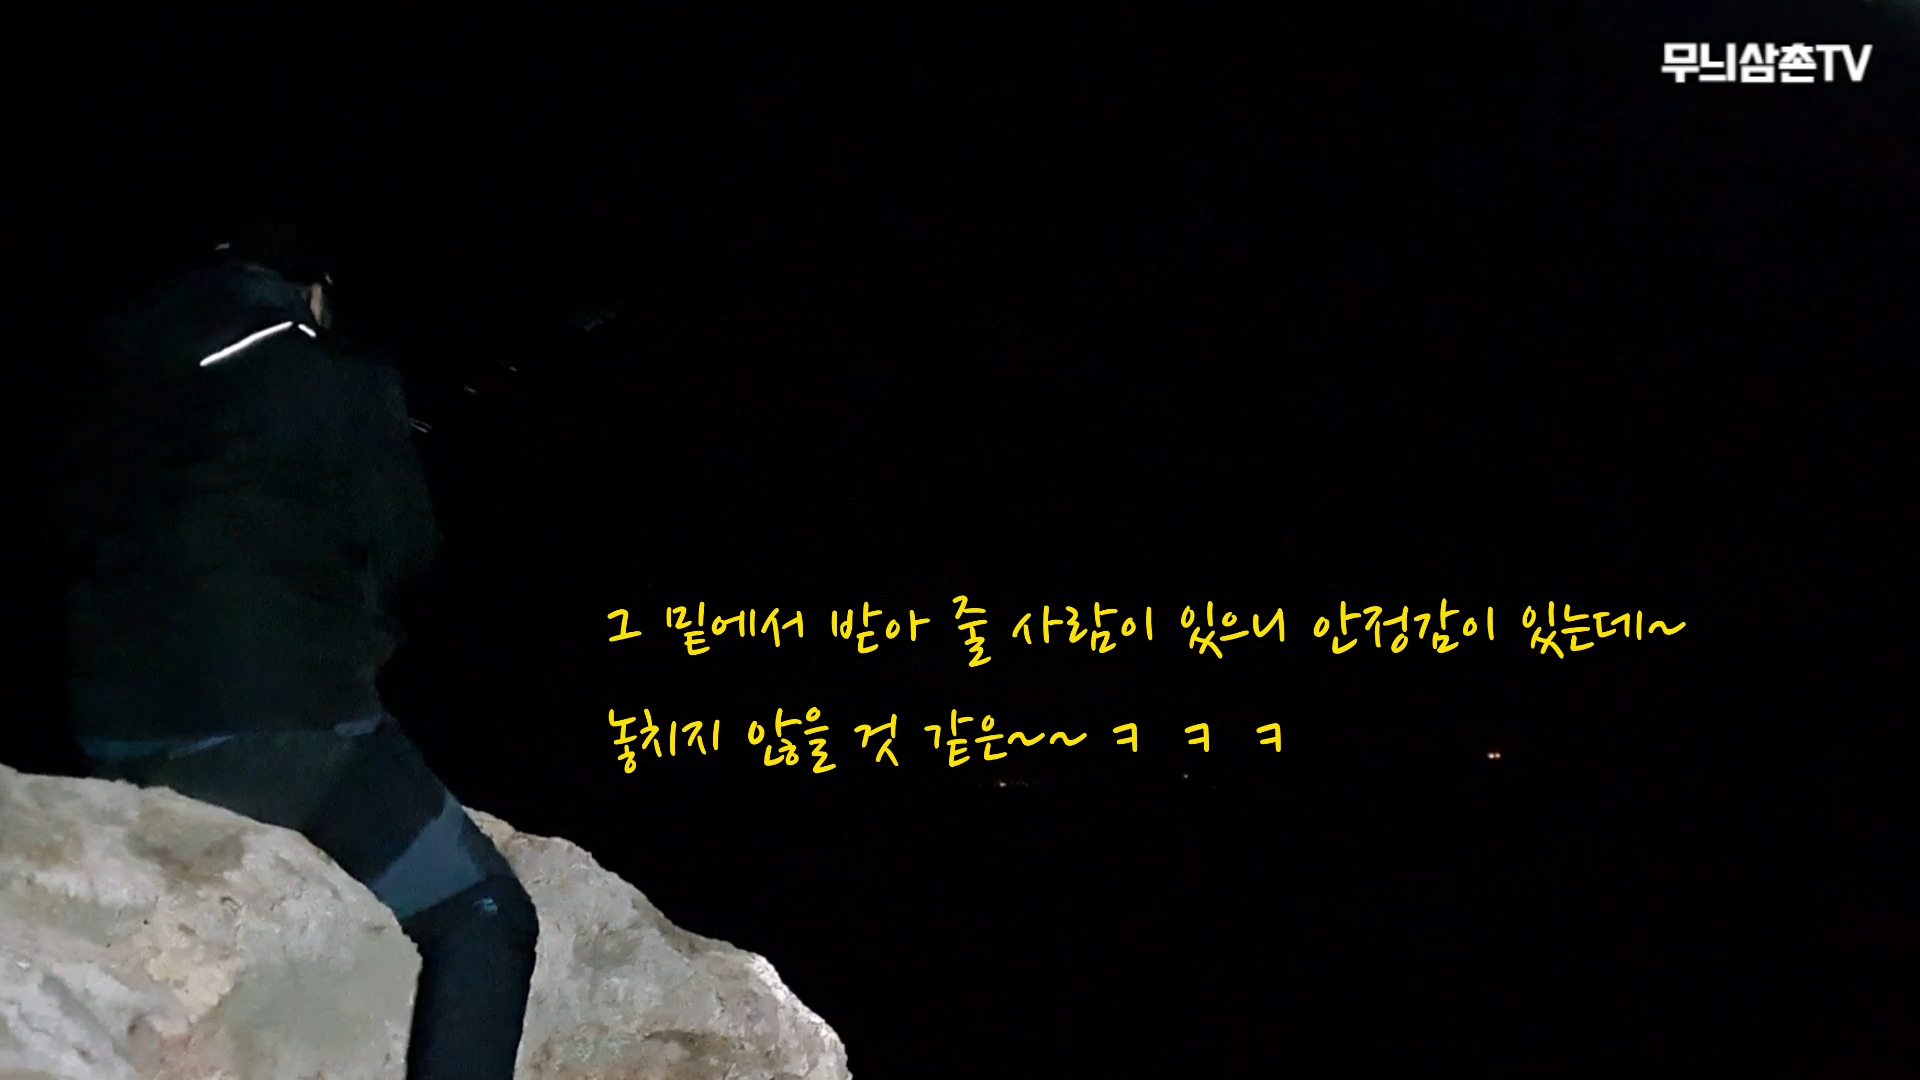 무늬삼촌TV
그 밑에서 받아 줄 사람이 있으니 안정감이 있는데~
놓치지 않을 것 같은~~ ㅋ ㅋ ㅋ